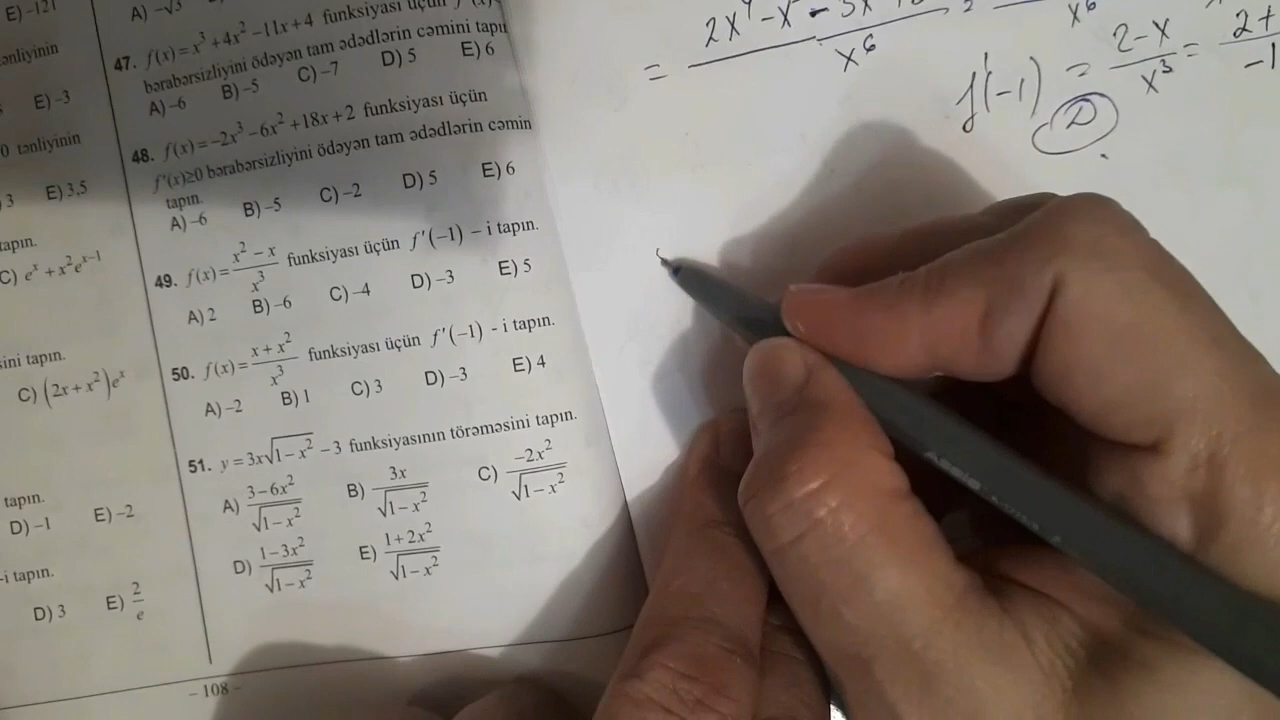 E) -121
A) -√3
47. f(x) = x³ + 4x² - 11x + 4 funksiyası üçün
bərabərsizliyini ödəyən tam ədədlərin cəmini
A) -6 B) -5 C) -7 D) 5 E) 6
48. f(x) = -2x³ - 6x² + 18x + 2 funksiyası üçün
f'(x)≥0 bərabərsizliyini ödəyən tam ədədlərin cəmin
tapın.
A) -6 B) -5 C) -2 D) 5 E) 6
49. f(x) = (x² - x)/x³ funksiyası üçün f'(-1) - i tapın.
A) 2 B) -6 C) -4 D) -3 E) 5
50. f(x) = (x + x²)/x³ funksiyası üçün f'(-1) - i tapın.
A) -2 B) 1 C) 3 D) -3 E) 4
51. y = 3x√(1 - x²) - 3 funksiyasının törəməsini tapın.
A) (3 - 6x²)/√(1 - x²) B) 3x/√(1 - x²) C) -2x²/√(1 - x²)
D) (1 - 3x²)/√(1 - x²) E) (1 + 2x²)/√(1 - x²)
- 108 -
E) -3
0 tənliyinin
3 E) 3,5
tapın.
C) eˣ + x²eˣ⁻¹
tapın.
C) (2x + x²)eˣ
tapın.
D) -1 E) -2
-i tapın.
D) 3 E) 2/e
x⁶
f'(-1) = (2-x)/x³ =
D